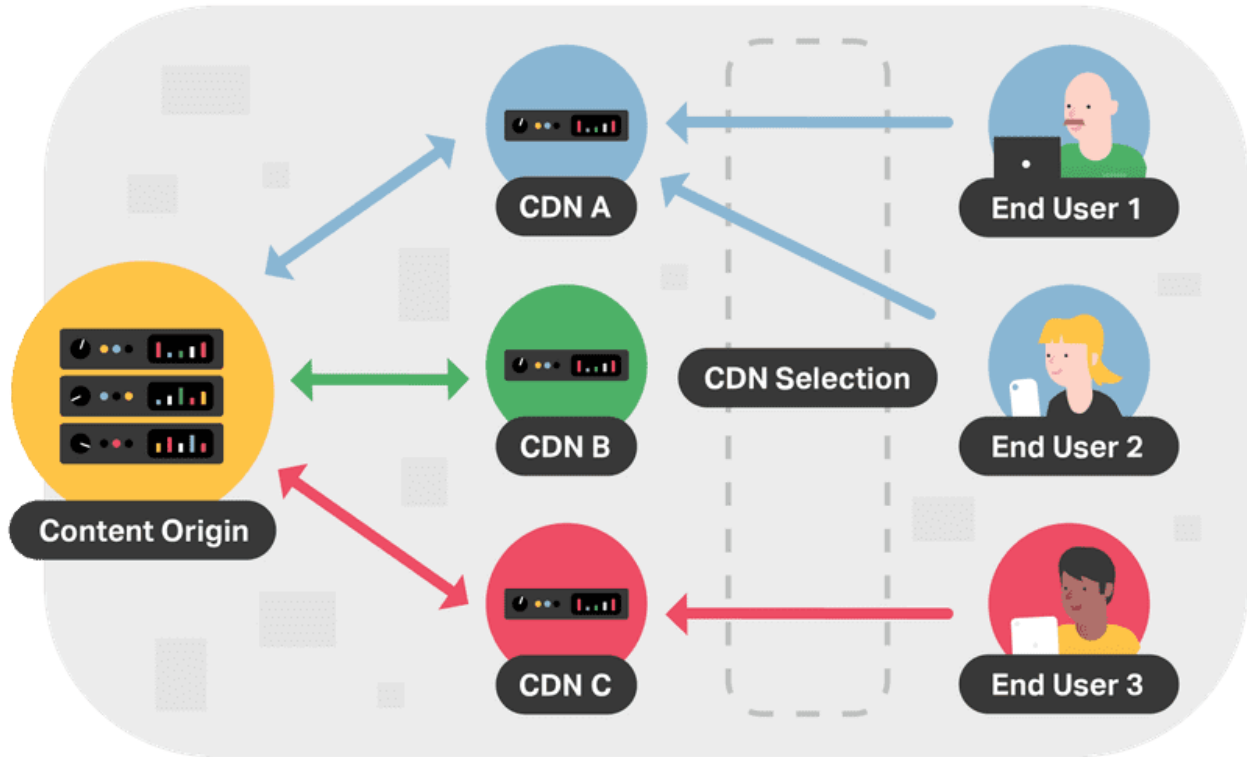 CDN A
End User 1
CDN Selection
CDN B
End User 2
Content Origin
CDN C
End User 3